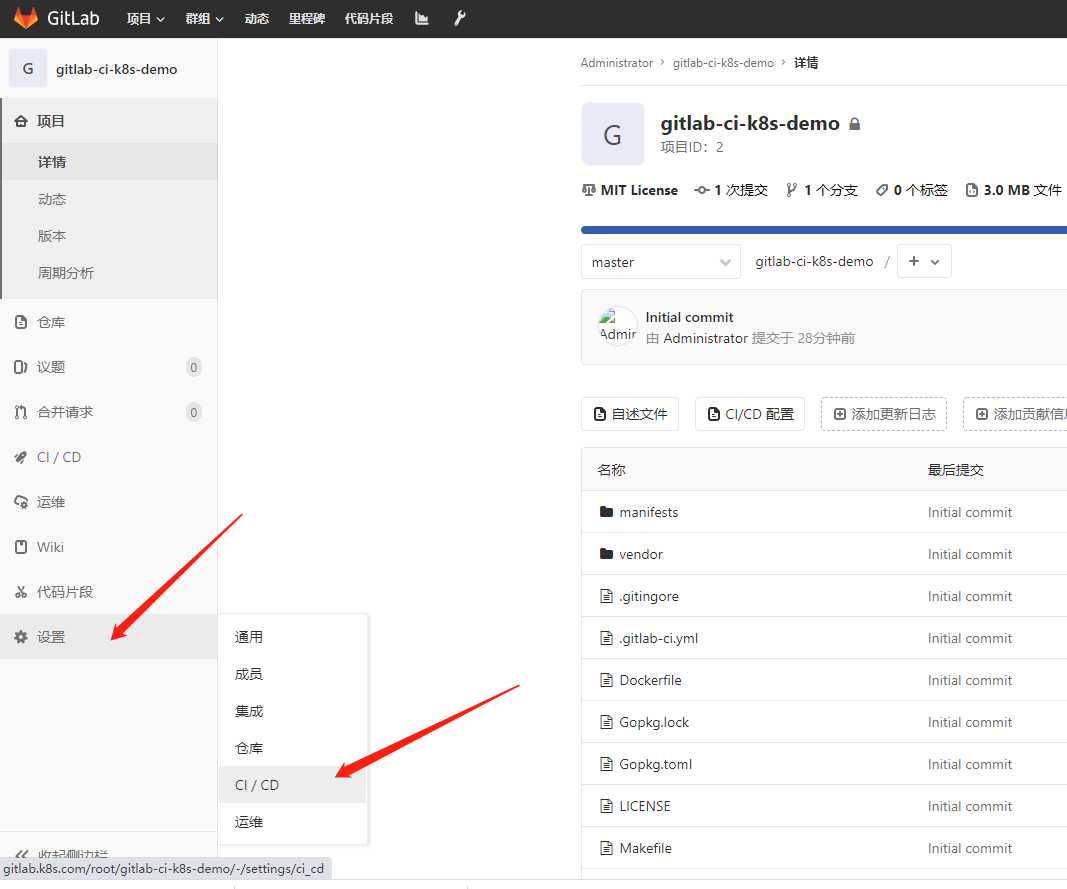 GitLab 项目 群组 动态 里程碑 代码片段
G gitlab-ci-k8s-demo
项目
详情
动态
版本
周期分析
仓库
议题 0
合并请求 0
CI / CD
运维
Wiki
代码片段
设置
通用
成员
集成
仓库
CI / CD
运维
收起侧边栏
gitlab.k8s.com/root/gitlab-ci-k8s-demo/-/settings/ci_cd
Administrator › gitlab-ci-k8s-demo › 详情
G
gitlab-ci-k8s-demo
项目ID: 2
MIT License 1 次提交 1 个分支 0 个标签 3.0 MB 文件
master gitlab-ci-k8s-demo / +
Admin
Initial commit
由 Administrator 提交于 28分钟前
自述文件 CI/CD 配置 添加更新日志 添加贡献信息
名称 最后提交
manifests Initial commit
vendor Initial commit
.gitingore Initial commit
.gitlab-ci.yml Initial commit
Dockerfile Initial commit
Gopkg.lock Initial commit
Gopkg.toml Initial commit
LICENSE Initial commit
Makefile Initial commit